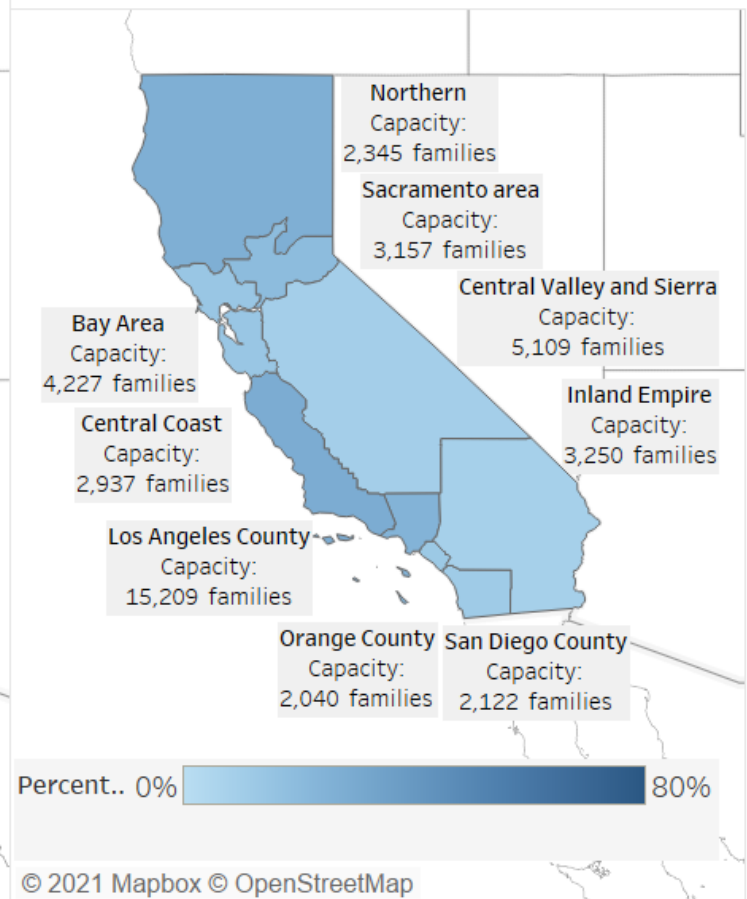 Northern
Capacity:
2,345 families
Sacramento area
Capacity:
3,157 families
Central Valley and Sierra
Capacity:
5,109 families
Bay Area
Capacity:
4,227 families
Inland Empire
Capacity:
3,250 families
Central Coast
Capacity:
2,937 families
Los Angeles County
Capacity:
15,209 families
Orange County
Capacity:
2,040 families
San Diego County
Capacity:
2,122 families
Percent.. 0% 80%
© 2021 Mapbox © OpenStreetMap